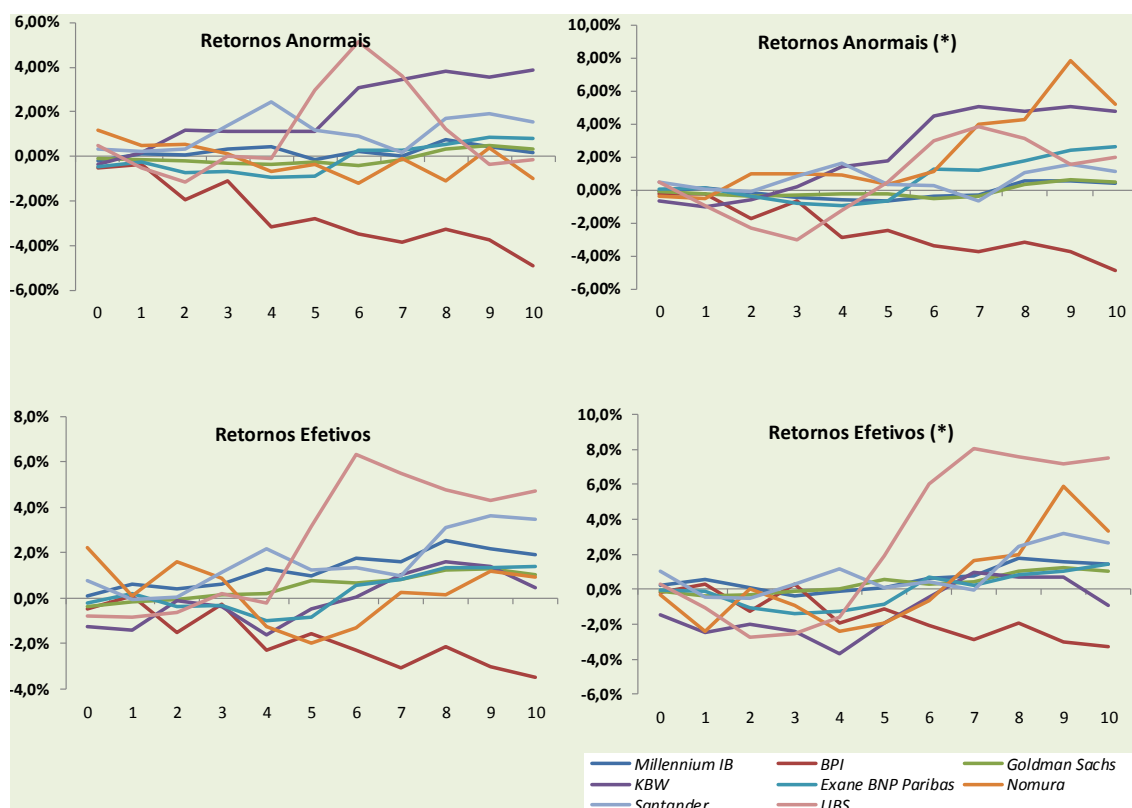 Retornos Anormais
6,00%
4,00%
2,00%
0,00%
-2,00%
-4,00%
-6,00%
0 1 2 3 4 5 6 7 8 9 10
Retornos Anormais (*)
10,00%
8,00%
6,00%
4,00%
2,00%
0,00%
-2,00%
-4,00%
-6,00%
0 1 2 3 4 5 6 7 8 9 10
Retornos Efetivos
8,0%
6,0%
4,0%
2,0%
0,0%
-2,0%
-4,0%
0 1 2 3 4 5 6 7 8 9 10
Retornos Efetivos (*)
10,0%
8,0%
6,0%
4,0%
2,0%
0,0%
-2,0%
-4,0%
-6,0%
0 1 2 3 4 5 6 7 8 9 10
Millennium IB BPI Goldman Sachs
KBW Exane BNP Paribas Nomura
Santander UBS